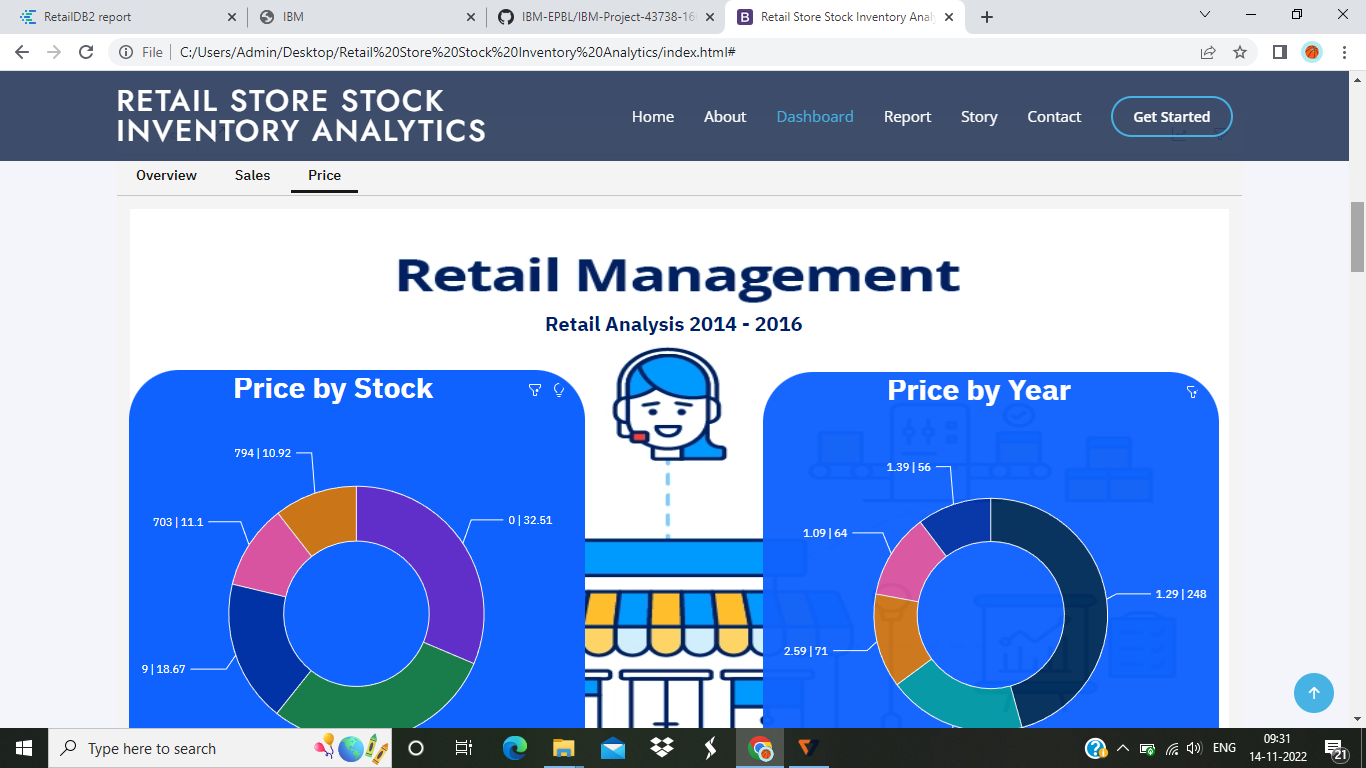 RetailDB2 report
IBM
IBM-EPBL/IBM-Project-43738-16
Retail Store Stock Inventory Anal
File
C:/Users/Admin/Desktop/Retail%20Store%20Stock%20Inventory%20Analytics/index.html#
RETAIL STORE STOCK
INVENTORY ANALYTICS
Home
About
Dashboard
Report
Story
Contact
Get Started
Overview
Sales
Price
Retail Management
Retail Analysis 2014 - 2016
Price by Stock
794 | 10.92
703 | 11.1
0 | 32.51
9 | 18.67
Price by Year
1.39 | 56
1.09 | 64
1.29 | 248
2.59 | 71
Type here to search
ENG
09:31
14-11-2022
21